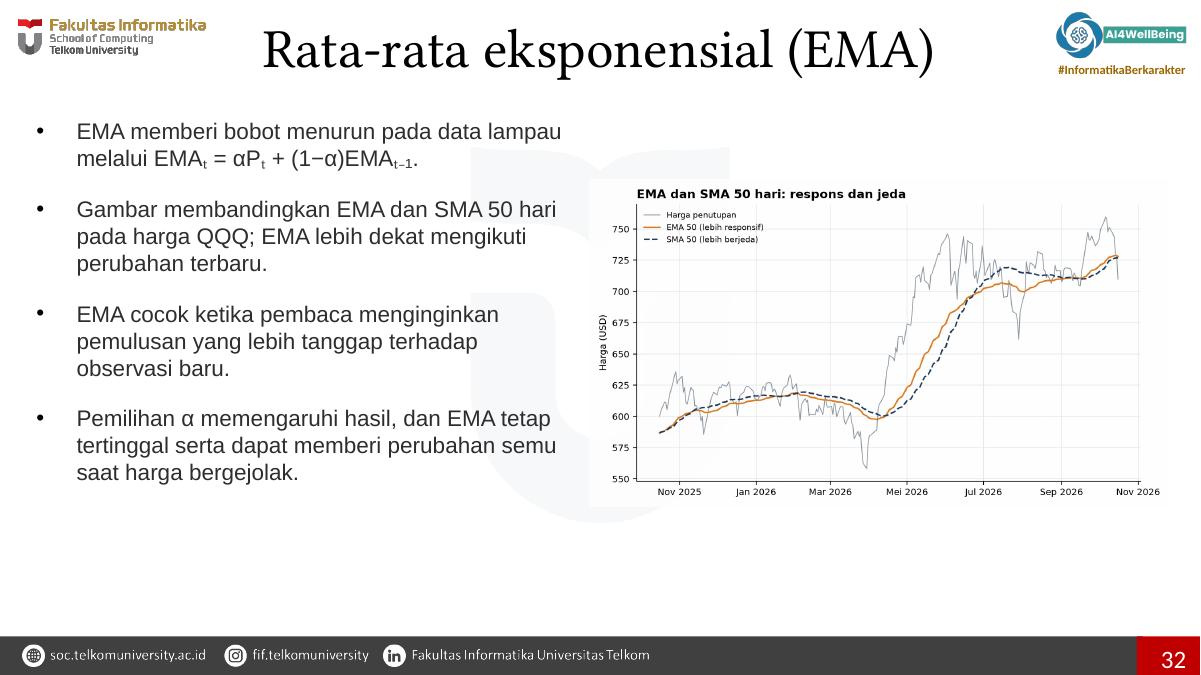 Fakultas Informatika
School of Computing
Telkom University
Rata-rata eksponensial (EMA)
AI4WellBeing
#InformatikaBerkarakter
• EMA memberi bobot menurun pada data lampau
melalui EMAₜ = αPₜ + (1−α)EMAₜ₋₁.
• Gambar membandingkan EMA dan SMA 50 hari
pada harga QQQ; EMA lebih dekat mengikuti
perubahan terbaru.
• EMA cocok ketika pembaca menginginkan
pemulusan yang lebih tanggap terhadap
observasi baru.
• Pemilihan α memengaruhi hasil, dan EMA tetap
tertinggal serta dapat memberi perubahan semu
saat harga bergejolak.
EMA dan SMA 50 hari: respons dan jeda
Harga penutupan
EMA 50 (lebih responsif)
SMA 50 (lebih berjeda)
Harga (USD)
750
725
700
675
650
625
600
575
550
Nov 2025 Jan 2026 Mar 2026 Mei 2026 Jul 2026 Sep 2026 Nov 2026
soc.telkomuniversity.ac.id fif.telkomuniversity Fakultas Informatika Universitas Telkom
32